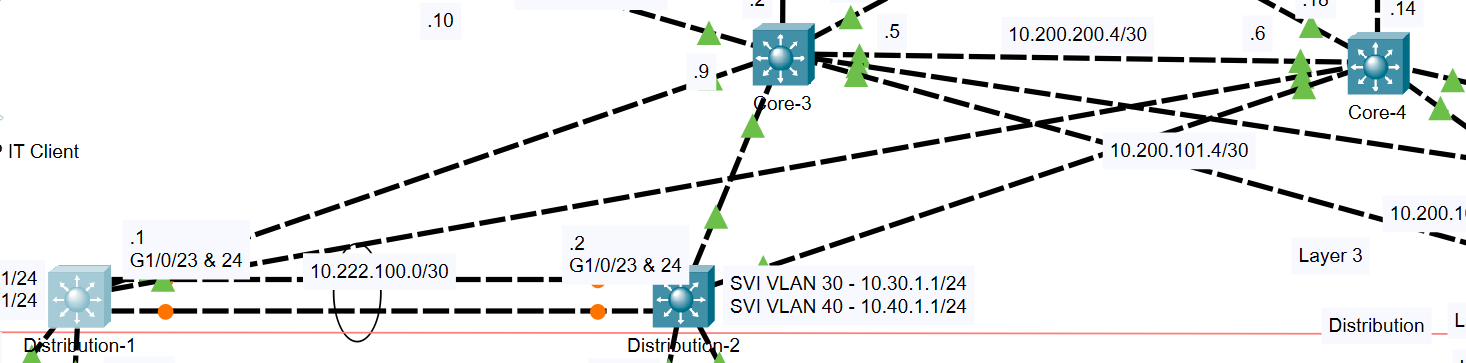 .2
.18
.14
.10
.5
10.200.200.4/30
.6
.9
Core-3
Core-4
IT Client
10.200.101.4/30
10.200.1
.1
G1/0/23 & 24
.2
G1/0/23 & 24
Layer 3
1/24
1/24
10.222.100.0/30
SVI VLAN 30 - 10.30.1.1/24
SVI VLAN 40 - 10.40.1.1/24
Distribution
L
Distribution-1
Distribution-2